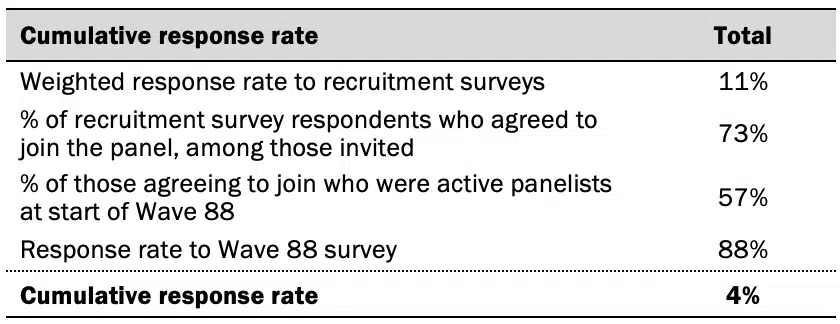 Cumulative response rate Total
Weighted response rate to recruitment surveys 11%
% of recruitment survey respondents who agreed to
join the panel, among those invited 73%
% of those agreeing to join who were active panelists
at start of Wave 88 57%
Response rate to Wave 88 survey 88%
Cumulative response rate 4%